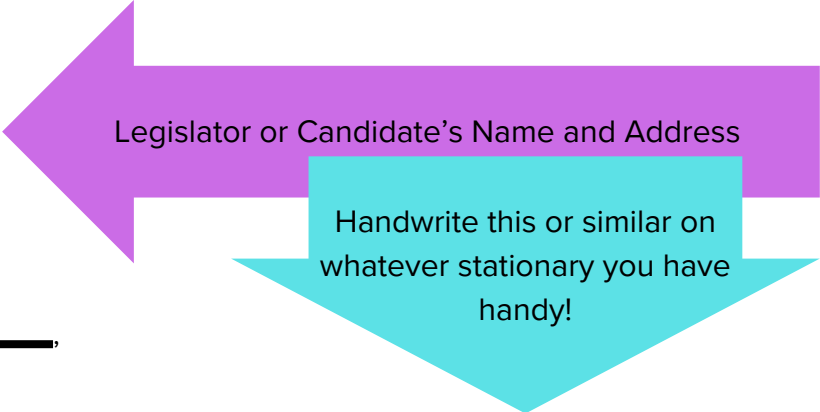 Legislator or Candidate’s Name and Address
Handwrite this or similar on
whatever stationary you have
handy!
,